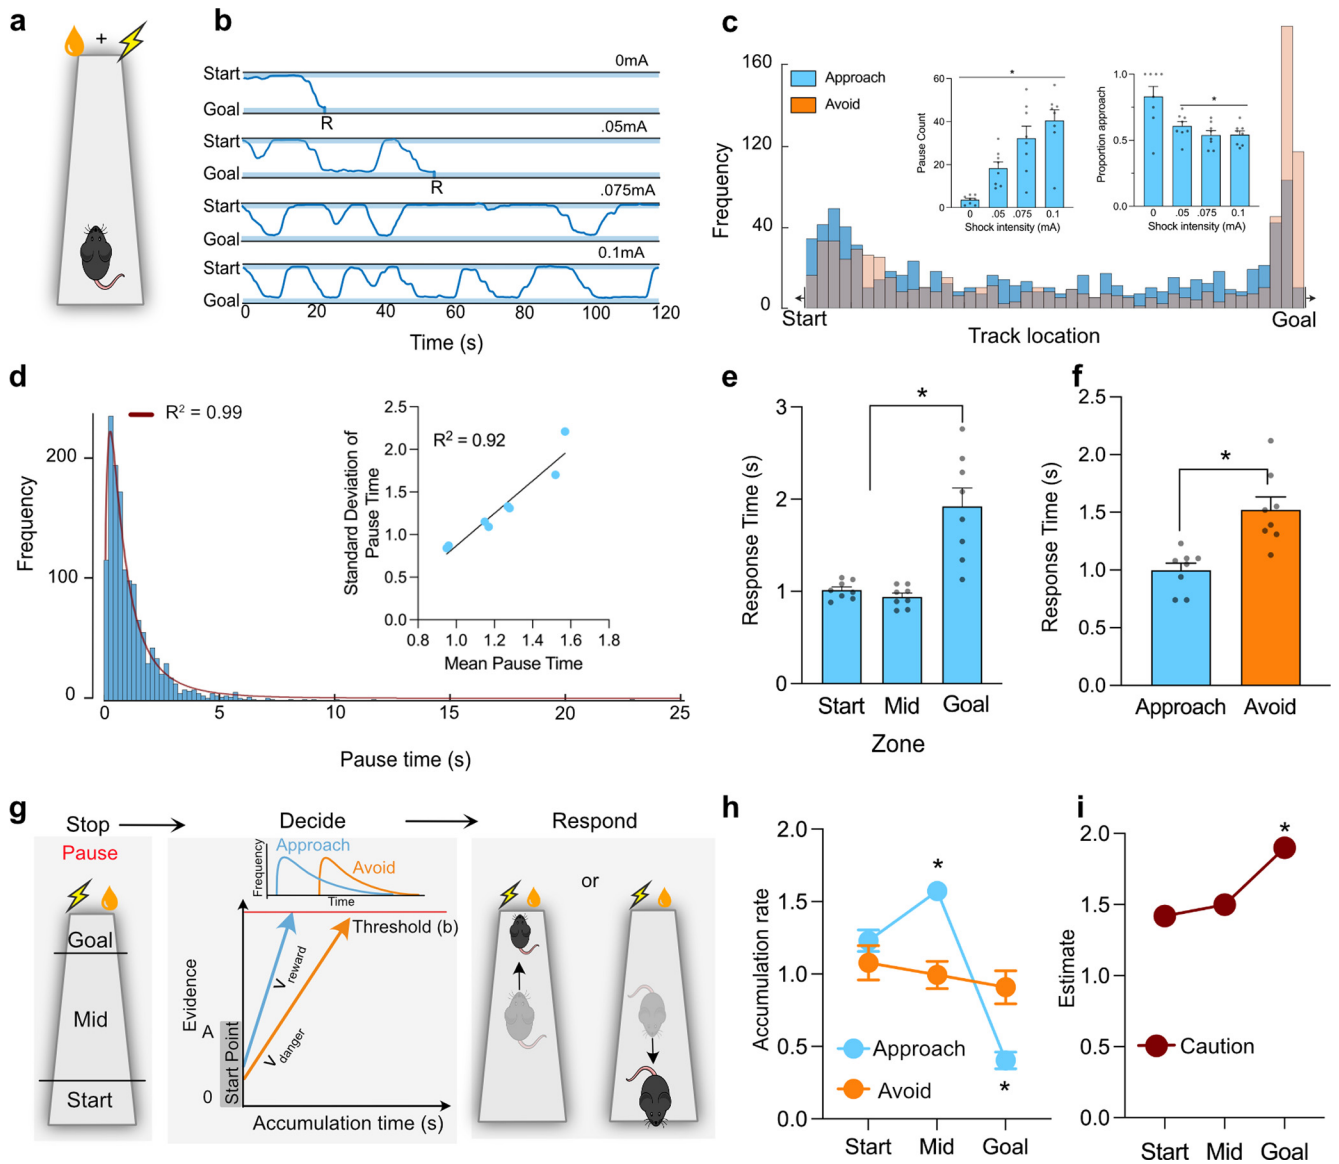 a
+
b
0mA
Start
Goal
R
.05mA
Start
Goal
R
.075mA
Start
Goal
0.1mA
Start
Goal
0 20 40 60 80 100 120
Time (s)
c
160
120
40
0
Frequency
Approach
Avoid
60
40
20
0
Pause Count
*
0 .05 .075 0.1
Shock intensity (mA)
1.0
0.5
0.0
Proportion approach
*
0 .05 .075 0.1
Shock intensity (mA)
Start
Goal
Track location
d
R² = 0.99
200
100
0
Frequency
0 5 10 15 20 25
Pause time (s)
2.5
2.0
1.5
1.0
0.5
0.0
Standard Deviation of
Pause Time
R² = 0.92
0.8 1.0 1.2 1.4 1.6 1.8
Mean Pause Time
e
3
2
1
0
Response Time (s)
*
Start Mid Goal
Zone
f
2.5
2.0
1.5
1.0
0.5
0.0
Response Time (s)
*
Approach Avoid
g
Stop
Decide
Respond
Pause
Goal
Mid
Start
Frequency
Approach
Avoid
Time
Threshold (b)
Vreward
Vdanger
Evidence
A
0
Start Point
Accumulation time (s)
or
h
2.0
1.5
1.0
0.5
0.0
Accumulation rate
*
*
Approach
Avoid
Start Mid Goal
i
2.0
1.5
1.0
0.5
0.0
Estimate
*
Caution
Start Mid Goal